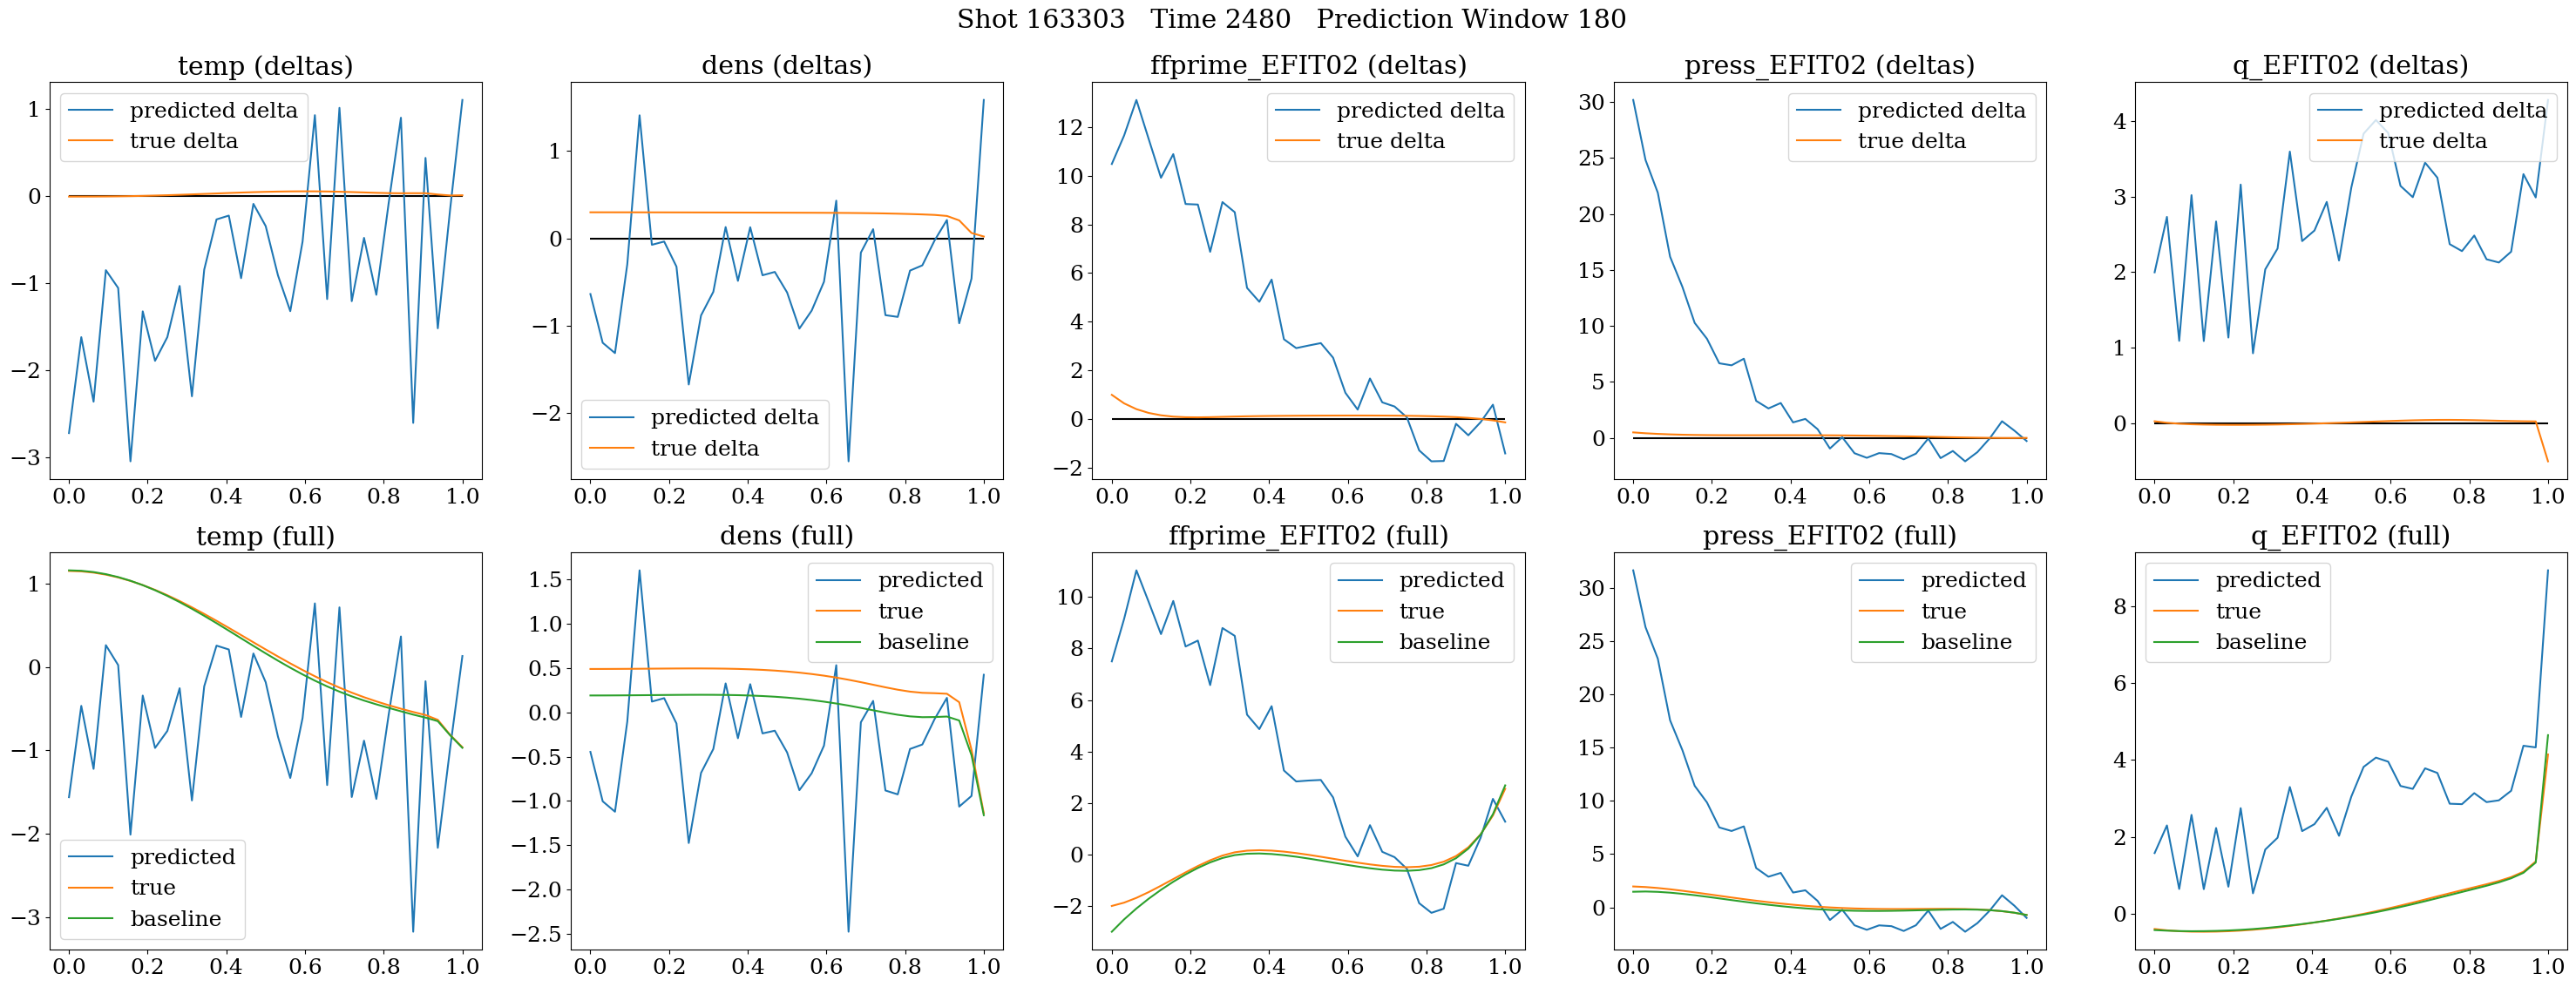 Shot 163303   Time 2480   Prediction Window 180
temp (deltas)
predicted delta
true delta
1
0
−1
−2
−3
0.0 0.2 0.4 0.6 0.8 1.0
dens (deltas)
predicted delta
true delta
1
0
−1
−2
0.0 0.2 0.4 0.6 0.8 1.0
ffprime_EFIT02 (deltas)
predicted delta
true delta
12
10
8
6
4
2
0
−2
0.0 0.2 0.4 0.6 0.8 1.0
press_EFIT02 (deltas)
predicted delta
true delta
30
25
20
15
10
5
0
0.0 0.2 0.4 0.6 0.8 1.0
q_EFIT02 (deltas)
predicted delta
true delta
4
3
2
1
0
0.0 0.2 0.4 0.6 0.8 1.0
temp (full)
predicted
true
baseline
1
0
−1
−2
−3
0.0 0.2 0.4 0.6 0.8 1.0
dens (full)
predicted
true
baseline
1.5
1.0
0.5
0.0
−0.5
−1.0
−1.5
−2.0
−2.5
0.0 0.2 0.4 0.6 0.8 1.0
ffprime_EFIT02 (full)
predicted
true
baseline
10
8
6
4
2
0
−2
0.0 0.2 0.4 0.6 0.8 1.0
press_EFIT02 (full)
predicted
true
baseline
30
25
20
15
10
5
0
0.0 0.2 0.4 0.6 0.8 1.0
q_EFIT02 (full)
predicted
true
baseline
8
6
4
2
0
0.0 0.2 0.4 0.6 0.8 1.0